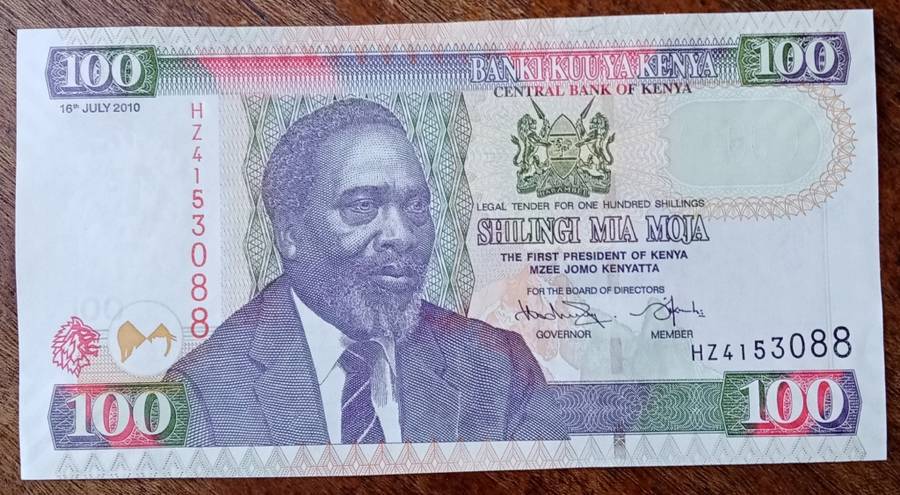 100
BANKI KUU YA KENYA
100
CENTRAL BANK OF KENYA
16th JULY 2010
HZ4153088
HARAMBEE
LEGAL TENDER FOR ONE HUNDRED SHILLINGS
SHILINGI MIA MOJA
THE FIRST PRESIDENT OF KENYA
MZEE JOMO KENYATTA
FOR THE BOARD OF DIRECTORS
GOVERNOR
MEMBER
HZ4153088
100
100